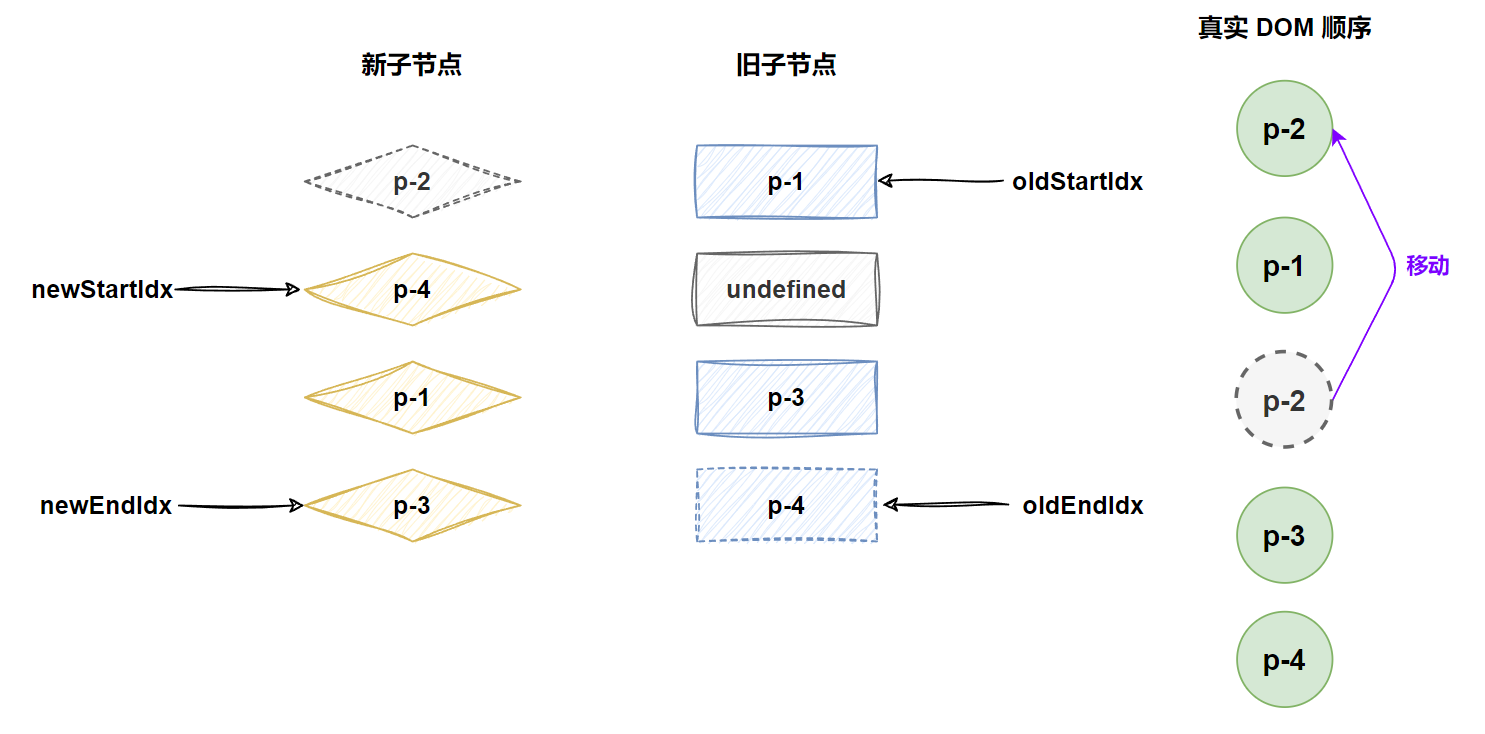 真实 DOM 顺序
新子节点
旧子节点
p-2
p-2
p-1
oldStartIdx
newStartIdx
p-4
undefined
p-1
移动
p-1
p-3
p-2
newEndIdx
p-3
p-4
oldEndIdx
p-3
p-4